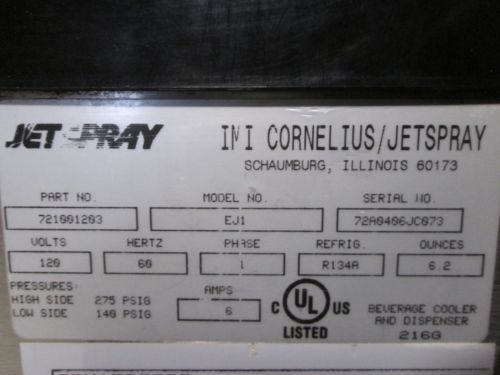 JET SPRAY
IMI CORNELIUS/JETSPRAY
SCHAUMBURG, ILLINOIS 60173
PART NO. MODEL NO. SERIAL NO.
721001203 EJ1 72A0406JC073
VOLTS HERTZ PHASE REFRIG. OUNCES
120 60 1 R134A 6.2
PRESSURES:
HIGH SIDE 275 PSIG
LOW SIDE 140 PSIG
AMPS
6
C UL US
LISTED
BEVERAGE COOLER
AND DISPENSER
216G